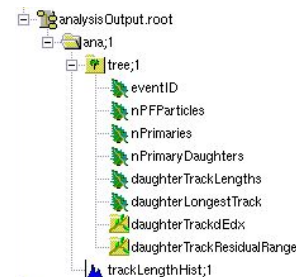 analysisOutput.root
ana;1
tree;1
eventID
nPFParticles
nPrimaries
nPrimaryDaughters
daughterTrackLengths
daughterLongestTrack
daughterTrackdEdx
daughterTrackResidualRange
trackLengthHist;1